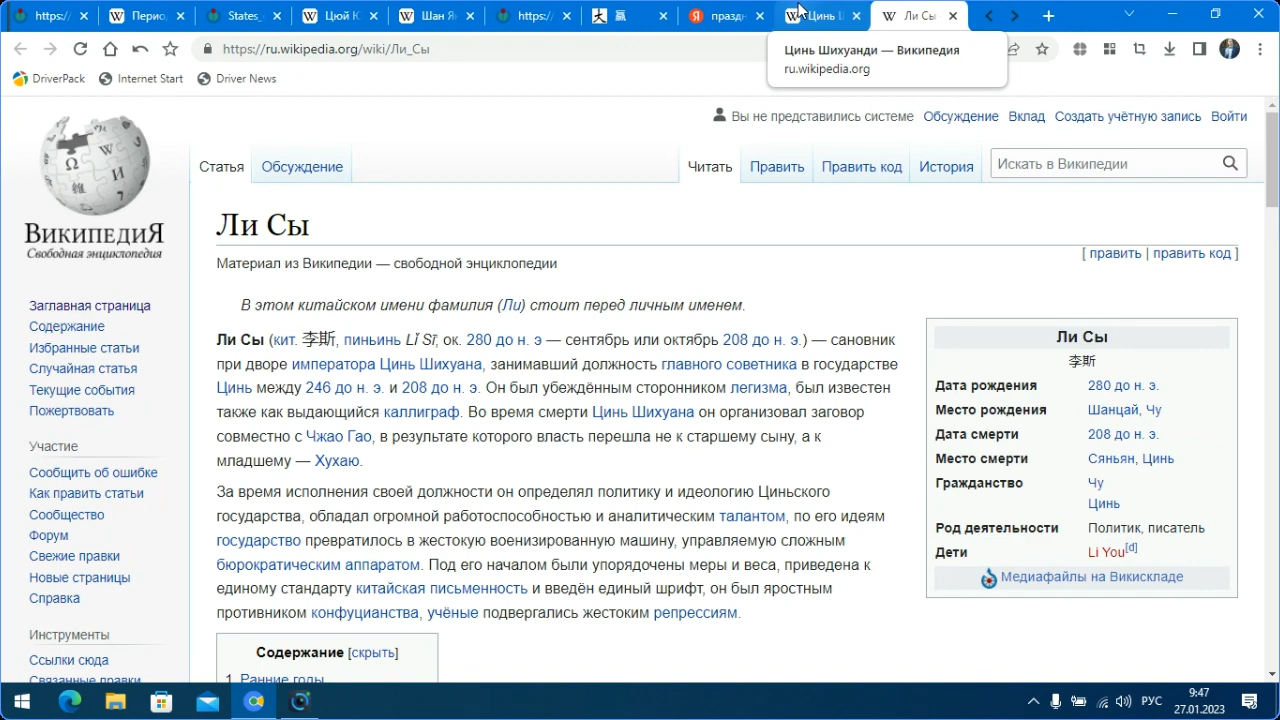 https:/
Перио
States_
Цюй К
Шан Я
https:/
嬴
праздн
Цинь Ш
Ли Сы
https://ru.wikipedia.org/wiki/Ли_Сы
Цинь Шихуанди — Википедия
ru.wikipedia.org
DriverPack
Internet Start
Driver News
Вы не представились системе
Обсуждение
Вклад
Создать учётную запись
Войти
Статья
Обсуждение
Читать
Править
Править код
История
Искать в Википедии
ВикипедиЯ
Свободная энциклопедия
Заглавная страница
Содержание
Избранные статьи
Случайная статья
Текущие события
Пожертвовать
Участие
Сообщить об ошибке
Как править статьи
Сообщество
Форум
Свежие правки
Новые страницы
Справка
Инструменты
Ссылки сюда
Связанные правки
Ли Сы
[ править | править код ]
Материал из Википедии — свободной энциклопедии
В этом китайском имени фамилия (Ли) стоит перед личным именем.
Ли Сы (кит. 李斯, пиньинь Lǐ Sī, ок. 280 до н. э — сентябрь или октябрь 208 до н. э.) — сановник
при дворе императора Цинь Шихуана, занимавший должность главного советника в государстве
Цинь между 246 до н. э. и 208 до н. э. Он был убеждённым сторонником легизма, был известен
также как выдающийся каллиграф. Во время смерти Цинь Шихуана он организовал заговор
совместно с Чжао Гао, в результате которого власть перешла не к старшему сыну, а к
младшему — Хухаю.
За время исполнения своей должности он определял политику и идеологию Циньского
государства, обладал огромной работоспособностью и аналитическим талантом, по его идеям
государство превратилось в жестокую военизированную машину, управляемую сложным
бюрократическим аппаратом. Под его началом были упорядочены меры и веса, приведена к
единому стандарту китайская письменность и введён единый шрифт, он был яростным
противником конфуцианства, учёные подвергались жестоким репрессиям.
Содержание [скрыть]
1 Ранние годы
Ли Сы
李斯
Дата рождения 280 до н. э.
Место рождения Шанцай, Чу
Дата смерти 208 до н. э.
Место смерти Сяньян, Цинь
Гражданство Чу
Цинь
Род деятельности Политик, писатель
Дети Li You[d]
Медиафайлы на Викискладе
РУС
9:47
27.01.2023